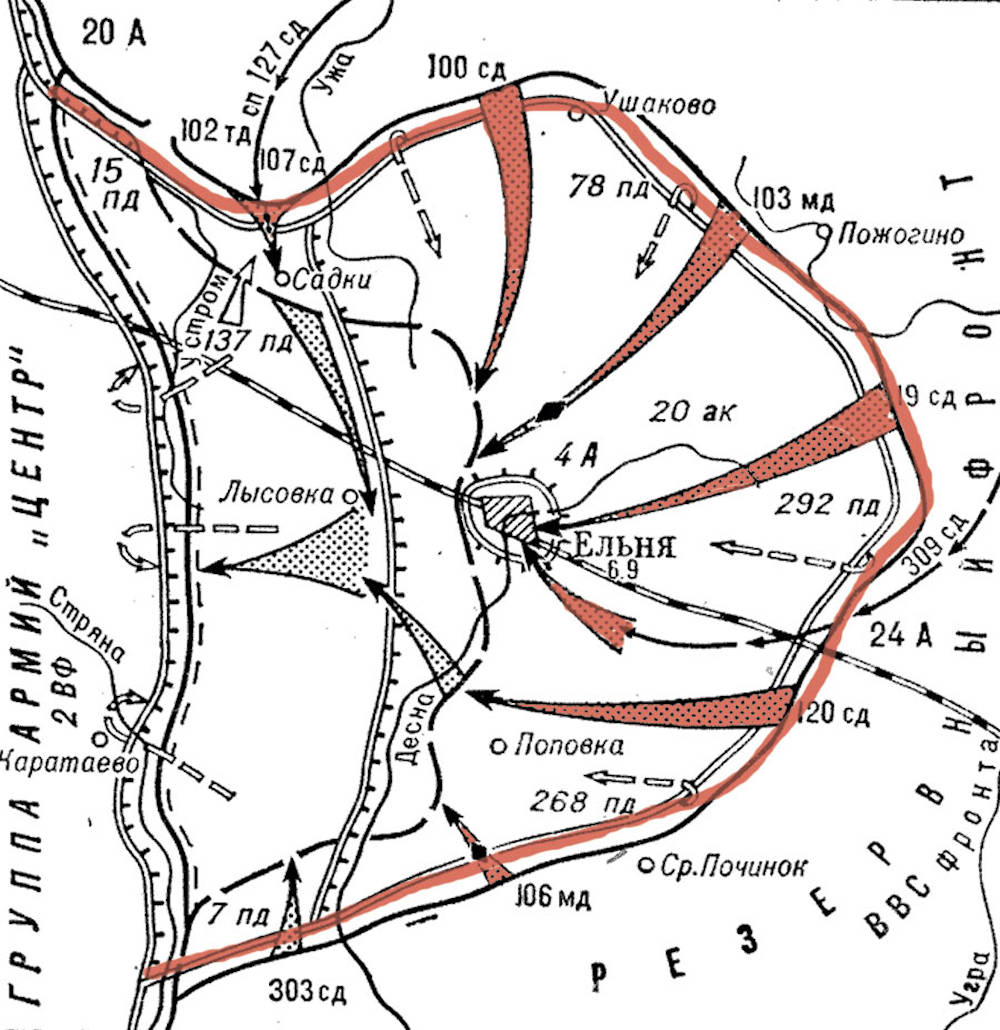 20 А
сп 127 сд
Ужа
100 сд
Ушаково
102 тд
107 сд
15 пд
78 пд
103 мд
Пожогино
Садки
Стром
137 пд
19 сд
20 ак
4 А
Лысовка
292 пд
Ельня
6.9
309 сд
24 А
Стряна
2 ВФ
Каратаево
Десна
Поповка
120 сд
268 пд
Ср. Починок
106 мд
7 пд
303 сд
Угра
ГРУППА АРМИЙ „ЦЕНТР"
РЕЗЕРВНЫЙ ФРОНТ
ВВС фронта